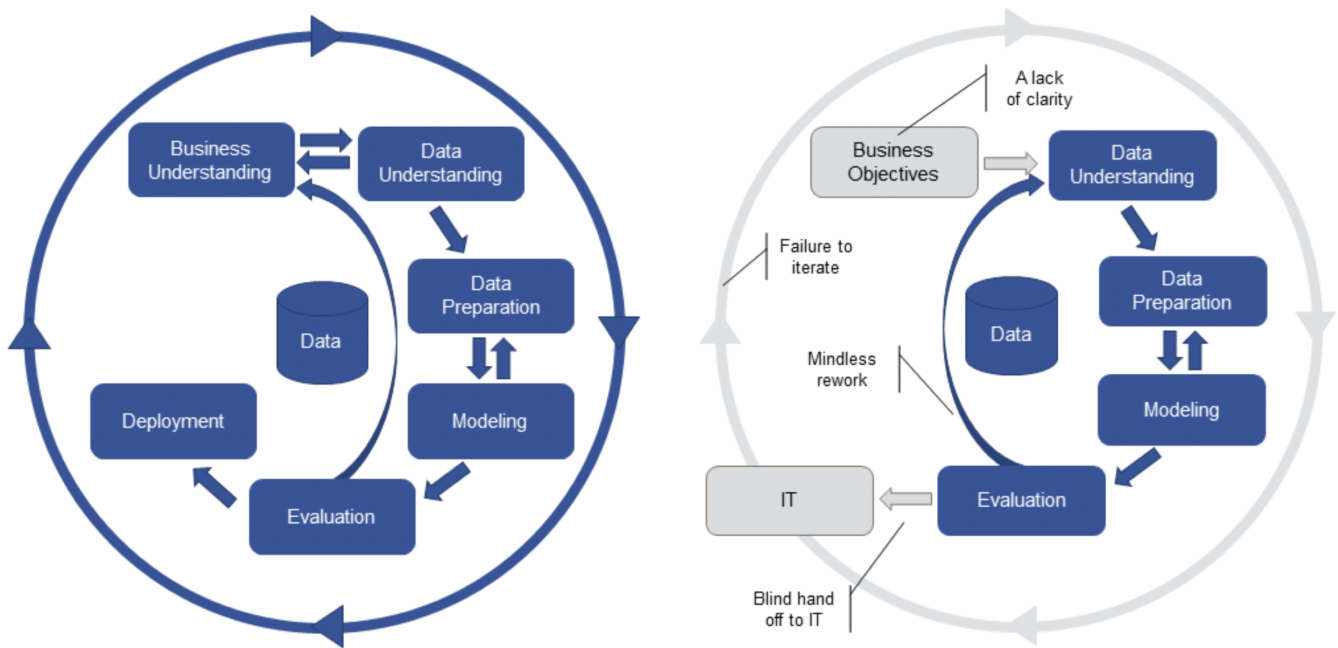 Business
Understanding
Data
Understanding
Data
Preparation
Data
Deployment
Modeling
Evaluation
A lack
of clarity
Business
Objectives
Data
Understanding
Failure to
iterate
Data
Preparation
Data
Mindless
rework
Modeling
IT
Evaluation
Blind hand
off to IT